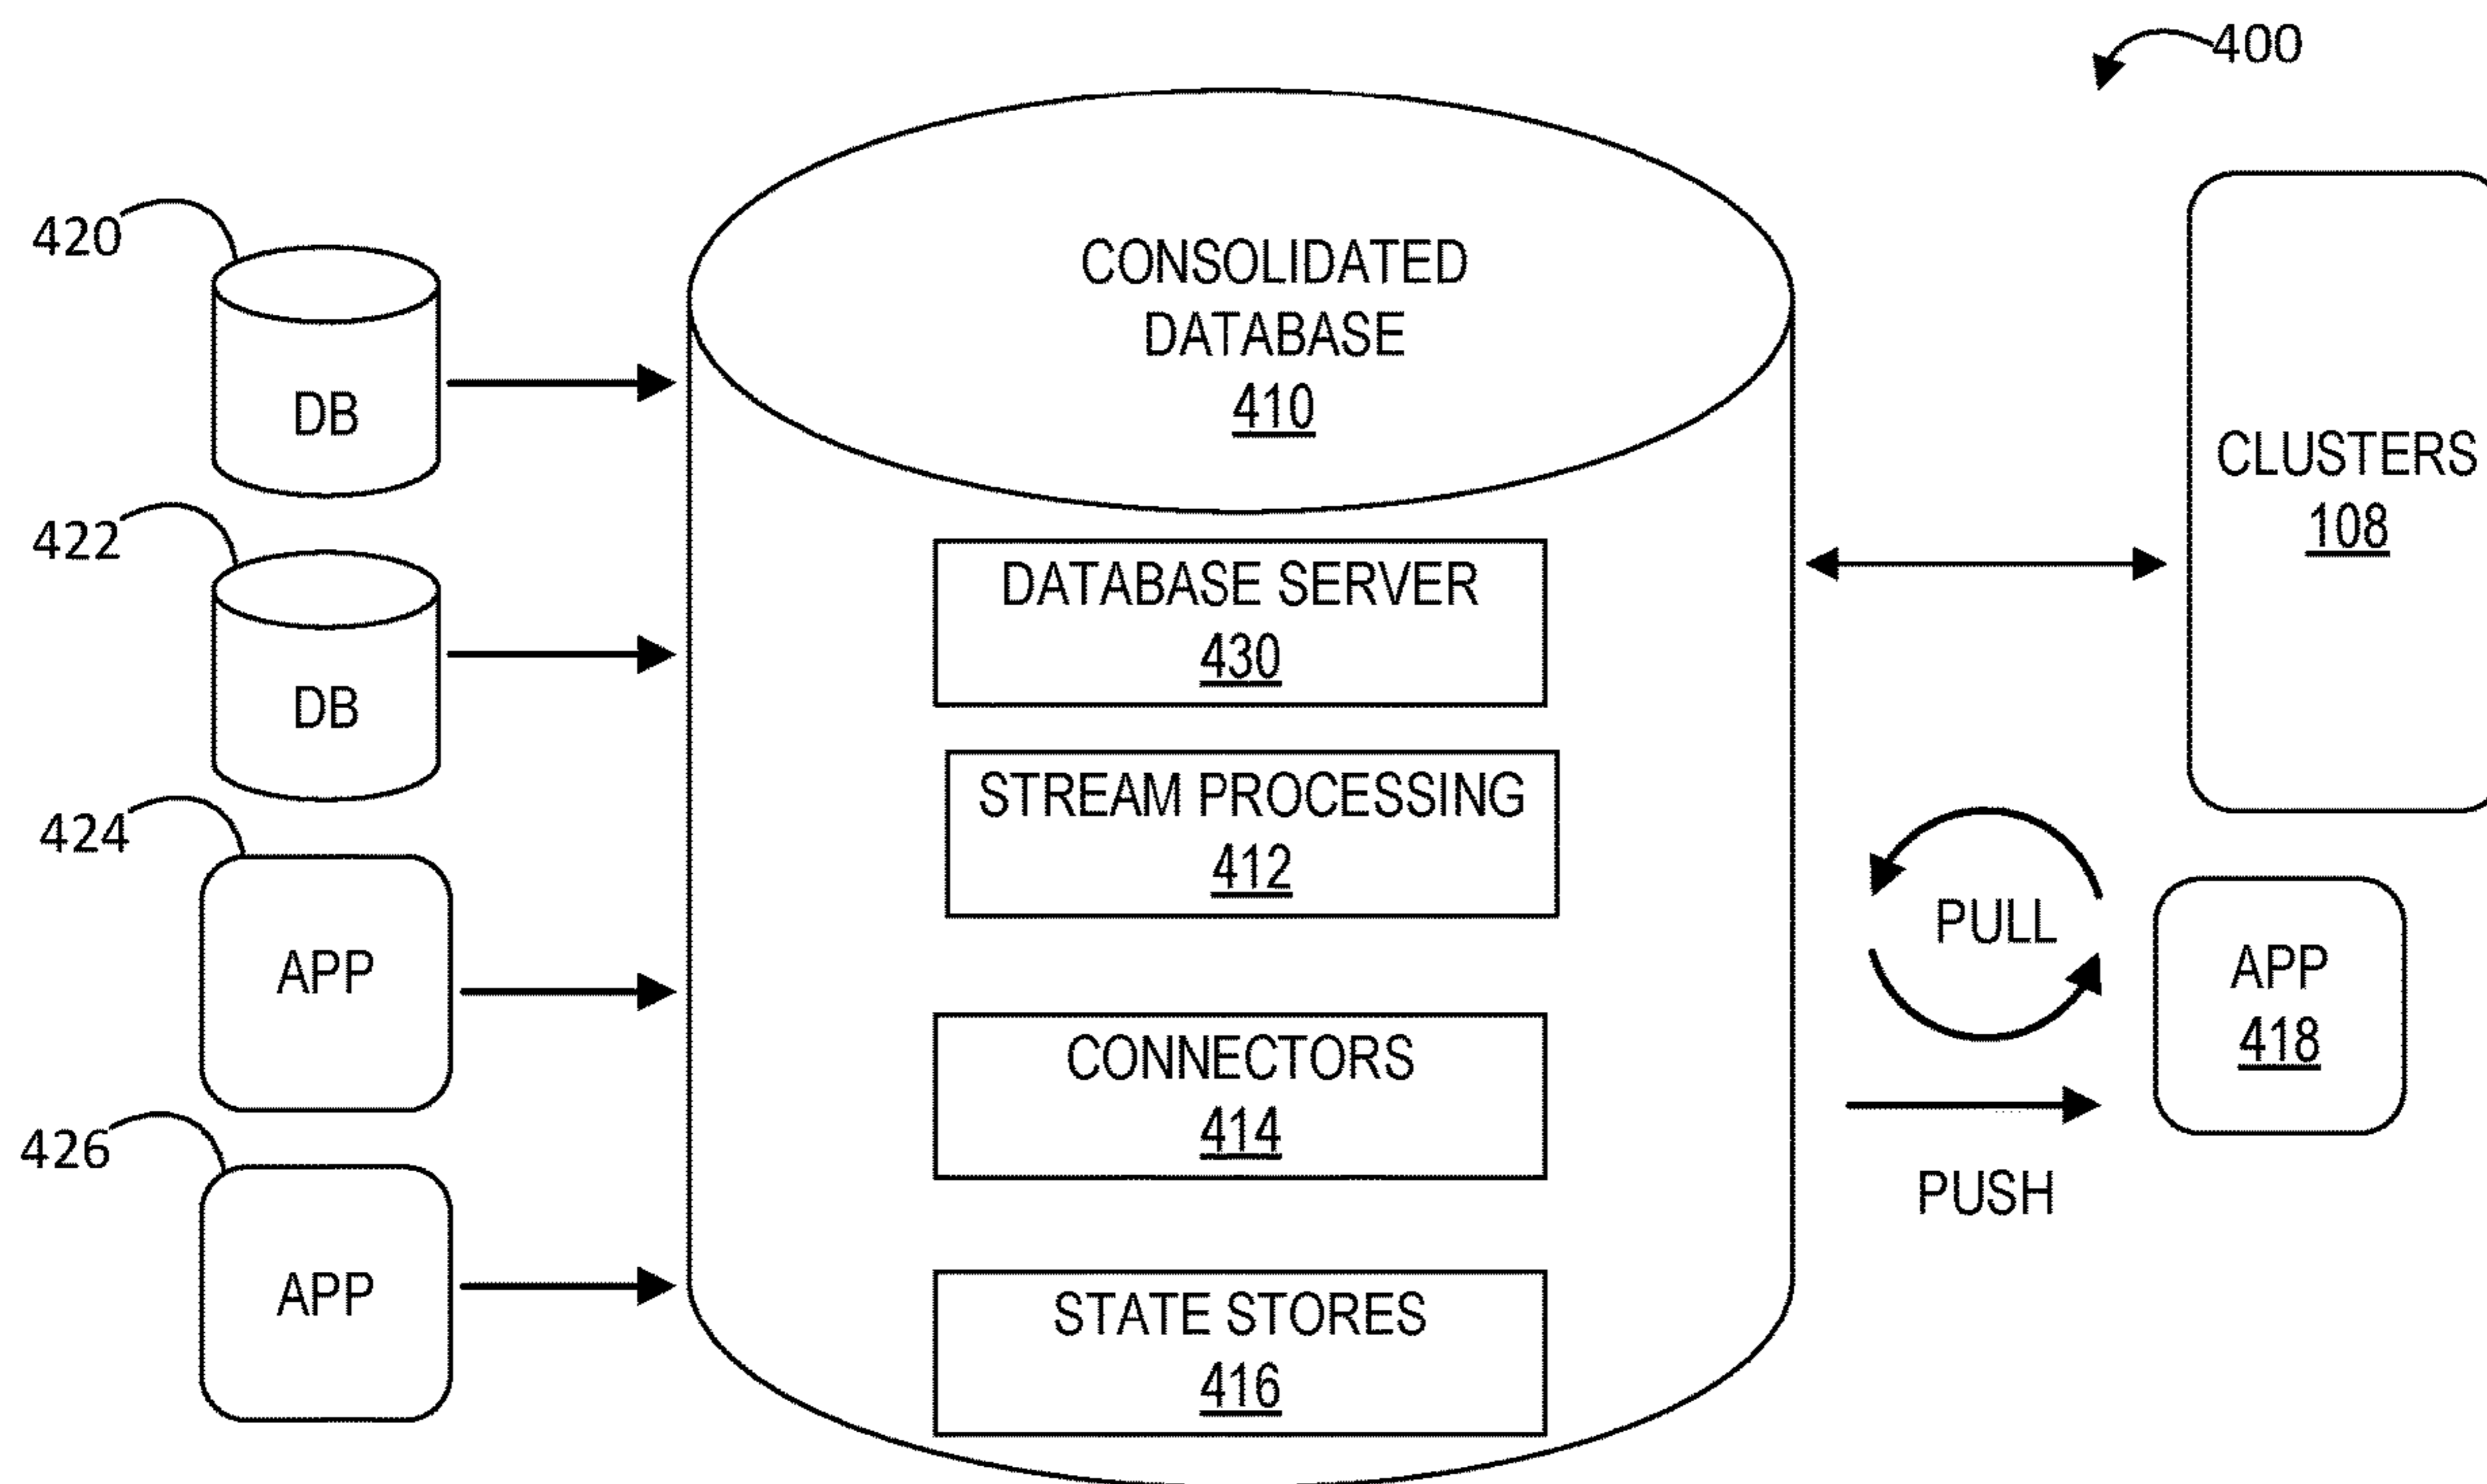 400
420
DB
422
DB
424
APP
426
APP
CONSOLIDATED
DATABASE
410
DATABASE SERVER
430
STREAM PROCESSING
412
CONNECTORS
414
STATE STORES
416
CLUSTERS
108
PULL
APP
418
PUSH